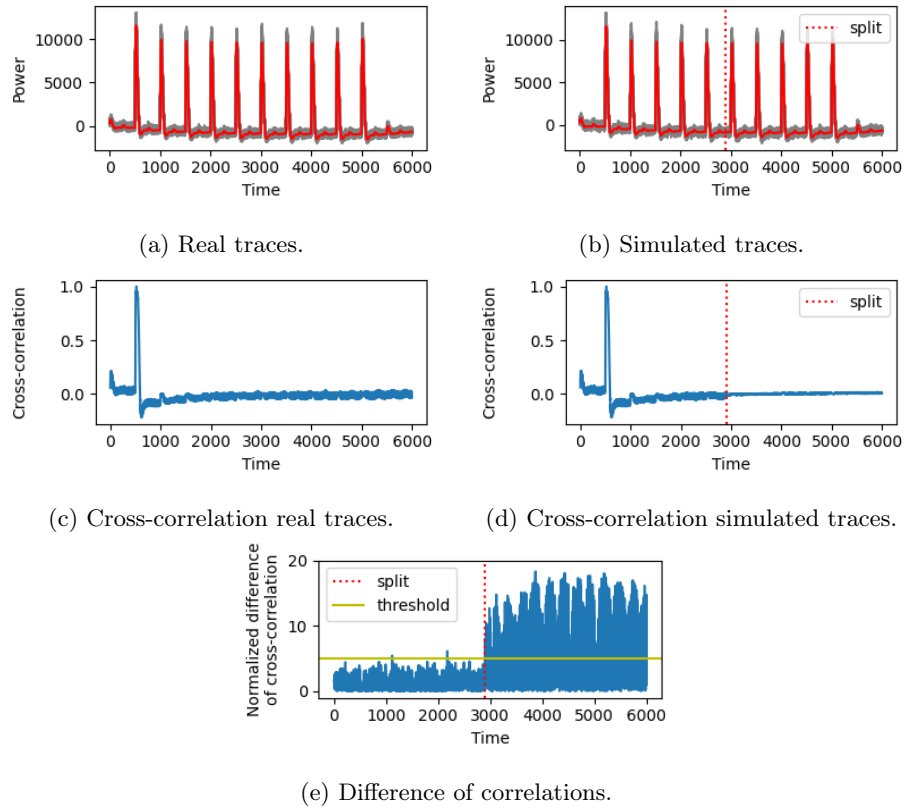 Power
10000
5000
0
0 1000 2000 3000 4000 5000 6000
Time
(a) Real traces.
Power
10000
5000
0
split
0 1000 2000 3000 4000 5000 6000
Time
(b) Simulated traces.
Cross-correlation
1.0
0.5
0.0
0 1000 2000 3000 4000 5000 6000
Time
(c) Cross-correlation real traces.
Cross-correlation
1.0
0.5
0.0
split
0 1000 2000 3000 4000 5000 6000
Time
(d) Cross-correlation simulated traces.
Normalized difference
of cross-correlation
20
10
0
split
threshold
0 1000 2000 3000 4000 5000 6000
Time
(e) Difference of correlations.